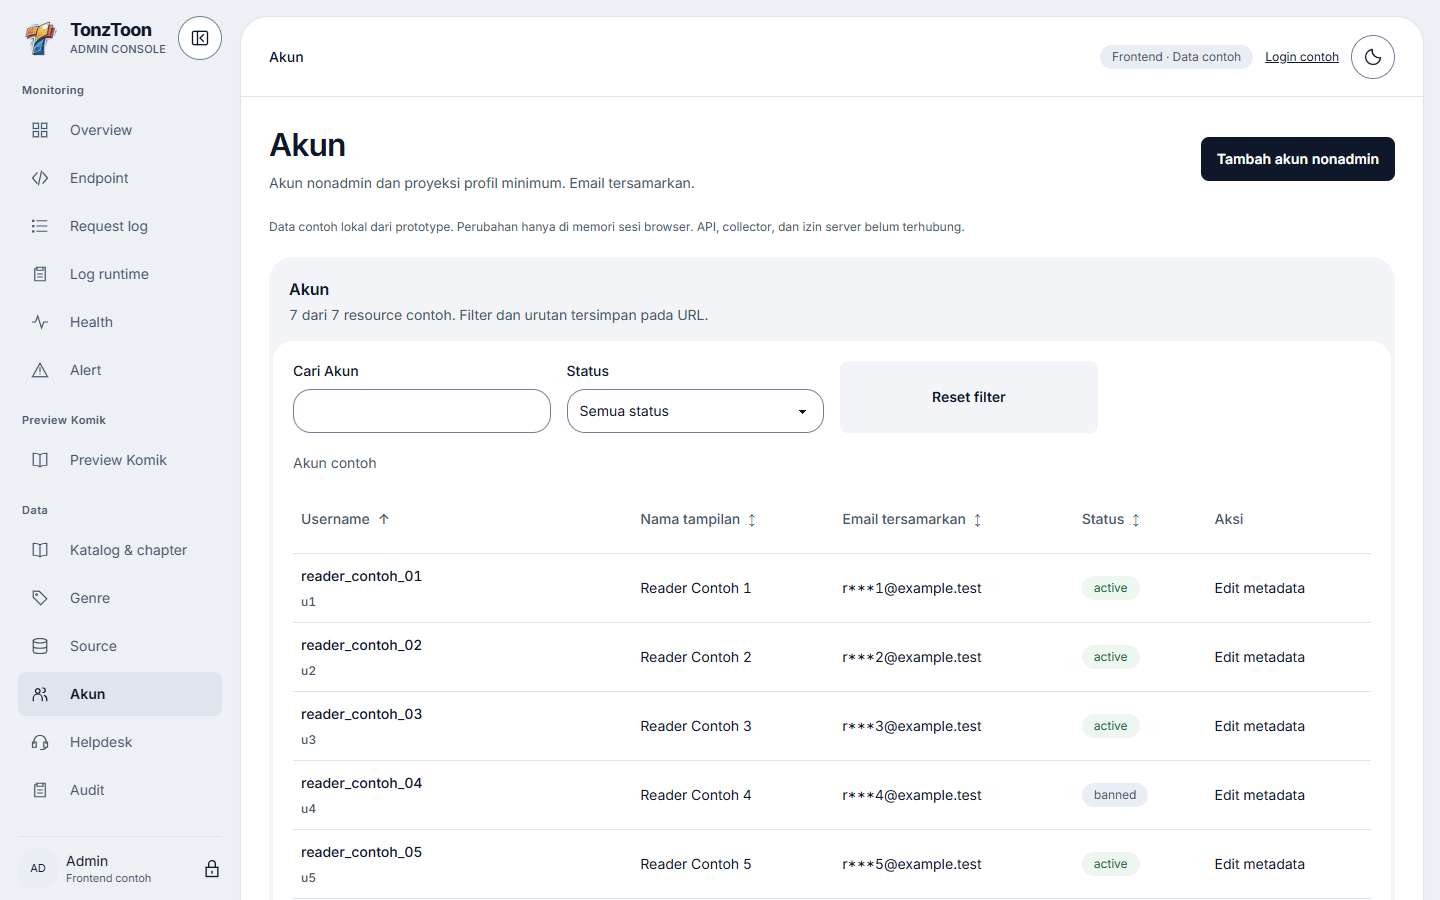 TonzToon
ADMIN CONSOLE
Monitoring
Overview
Endpoint
Request log
Log runtime
Health
Alert
Preview Komik
Preview Komik
Data
Katalog & chapter
Genre
Source
Akun
Helpdesk
Audit
AD
Admin
Frontend contoh
Akun
Frontend · Data contoh
Login contoh
Akun
Akun nonadmin dan proyeksi profil minimum. Email tersamarkan.
Tambah akun nonadmin
Data contoh lokal dari prototype. Perubahan hanya di memori sesi browser. API, collector, dan izin server belum terhubung.
Akun
7 dari 7 resource contoh. Filter dan urutan tersimpan pada URL.
Cari Akun
Status
Semua status
Reset filter
Akun contoh
Username ↑ Nama tampilan ↕ Email tersamarkan ↕ Status ↕ Aksi
reader_contoh_01
u1
Reader Contoh 1 r***1@example.test active Edit metadata
reader_contoh_02
u2
Reader Contoh 2 r***2@example.test active Edit metadata
reader_contoh_03
u3
Reader Contoh 3 r***3@example.test active Edit metadata
reader_contoh_04
u4
Reader Contoh 4 r***4@example.test banned Edit metadata
reader_contoh_05
u5
Reader Contoh 5 r***5@example.test active Edit metadata